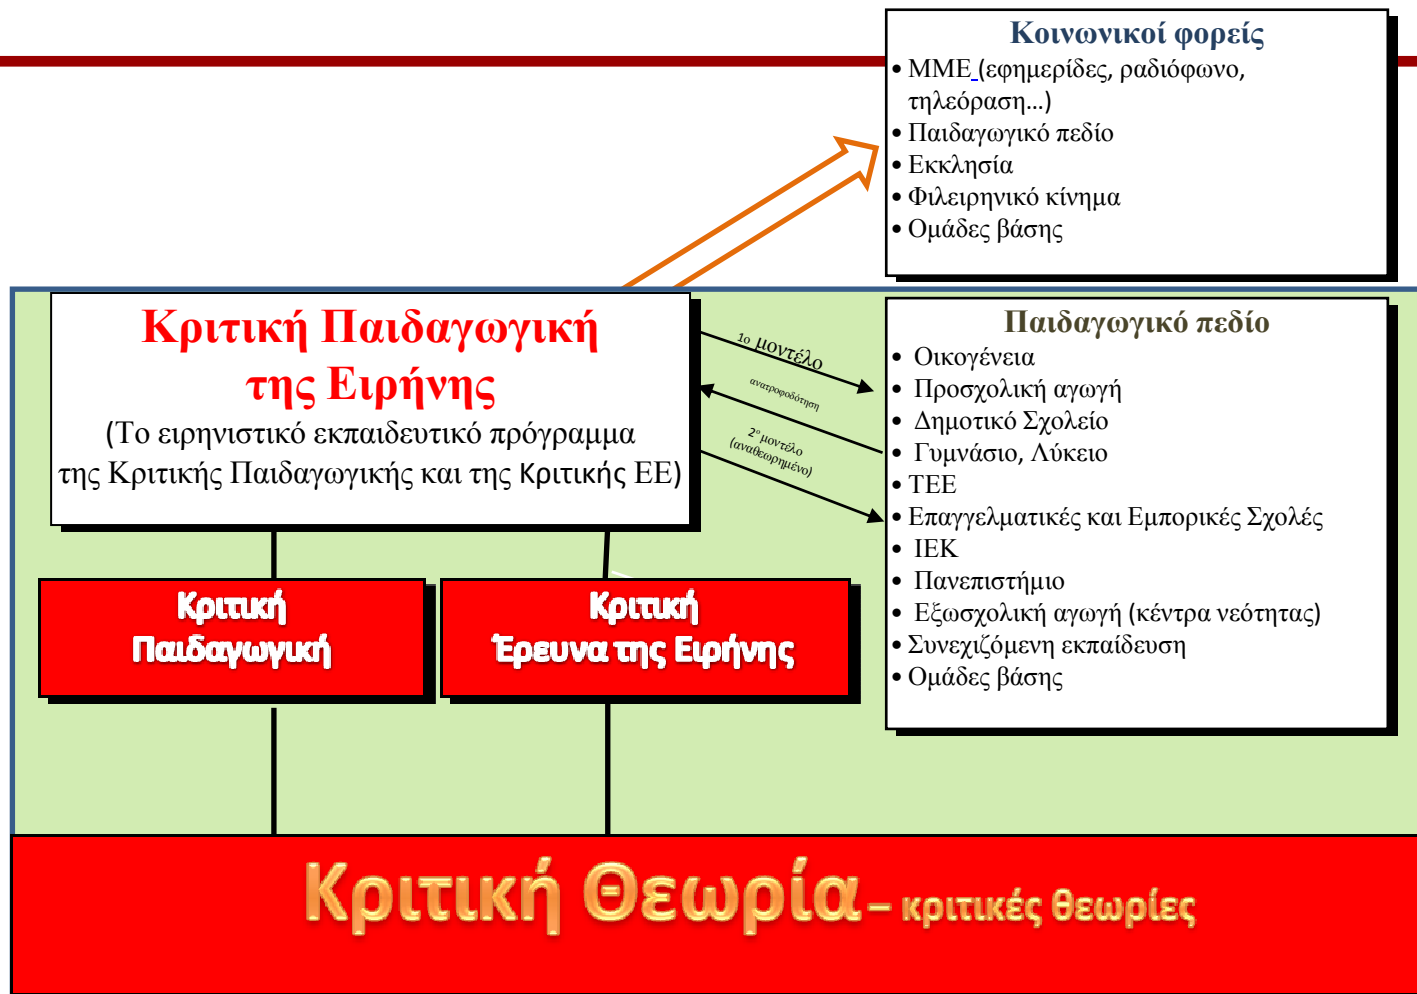 Κοινωνικοί φορείς
• ΜΜΕ (εφημερίδες, ραδιόφωνο,
τηλεόραση...)
• Παιδαγωγικό πεδίο
• Εκκλησία
• Φιλειρηνικό κίνημα
• Ομάδες βάσης
Κριτική Παιδαγωγική
της Ειρήνης
(Το ειρηνιστικό εκπαιδευτικό πρόγραμμα
της Κριτικής Παιδαγωγικής και της Κριτικής ΕΕ)
1ο μοντέλο
ανατροφοδότηση
2° μοντέλο
(αναθεωρημένο)
Παιδαγωγικό πεδίο
• Οικογένεια
• Προσχολική αγωγή
• Δημοτικό Σχολείο
• Γυμνάσιο, Λύκειο
• ΤΕΕ
• Επαγγελματικές και Εμπορικές Σχολές
• ΙΕΚ
• Πανεπιστήμιο
• Εξωσχολική αγωγή (κέντρα νεότητας)
• Συνεχιζόμενη εκπαίδευση
• Ομάδες βάσης
Κριτική
Παιδαγωγική
Κριτική
Έρευνα της Ειρήνης
Κριτική Θεωρία – κριτικές θεωρίες